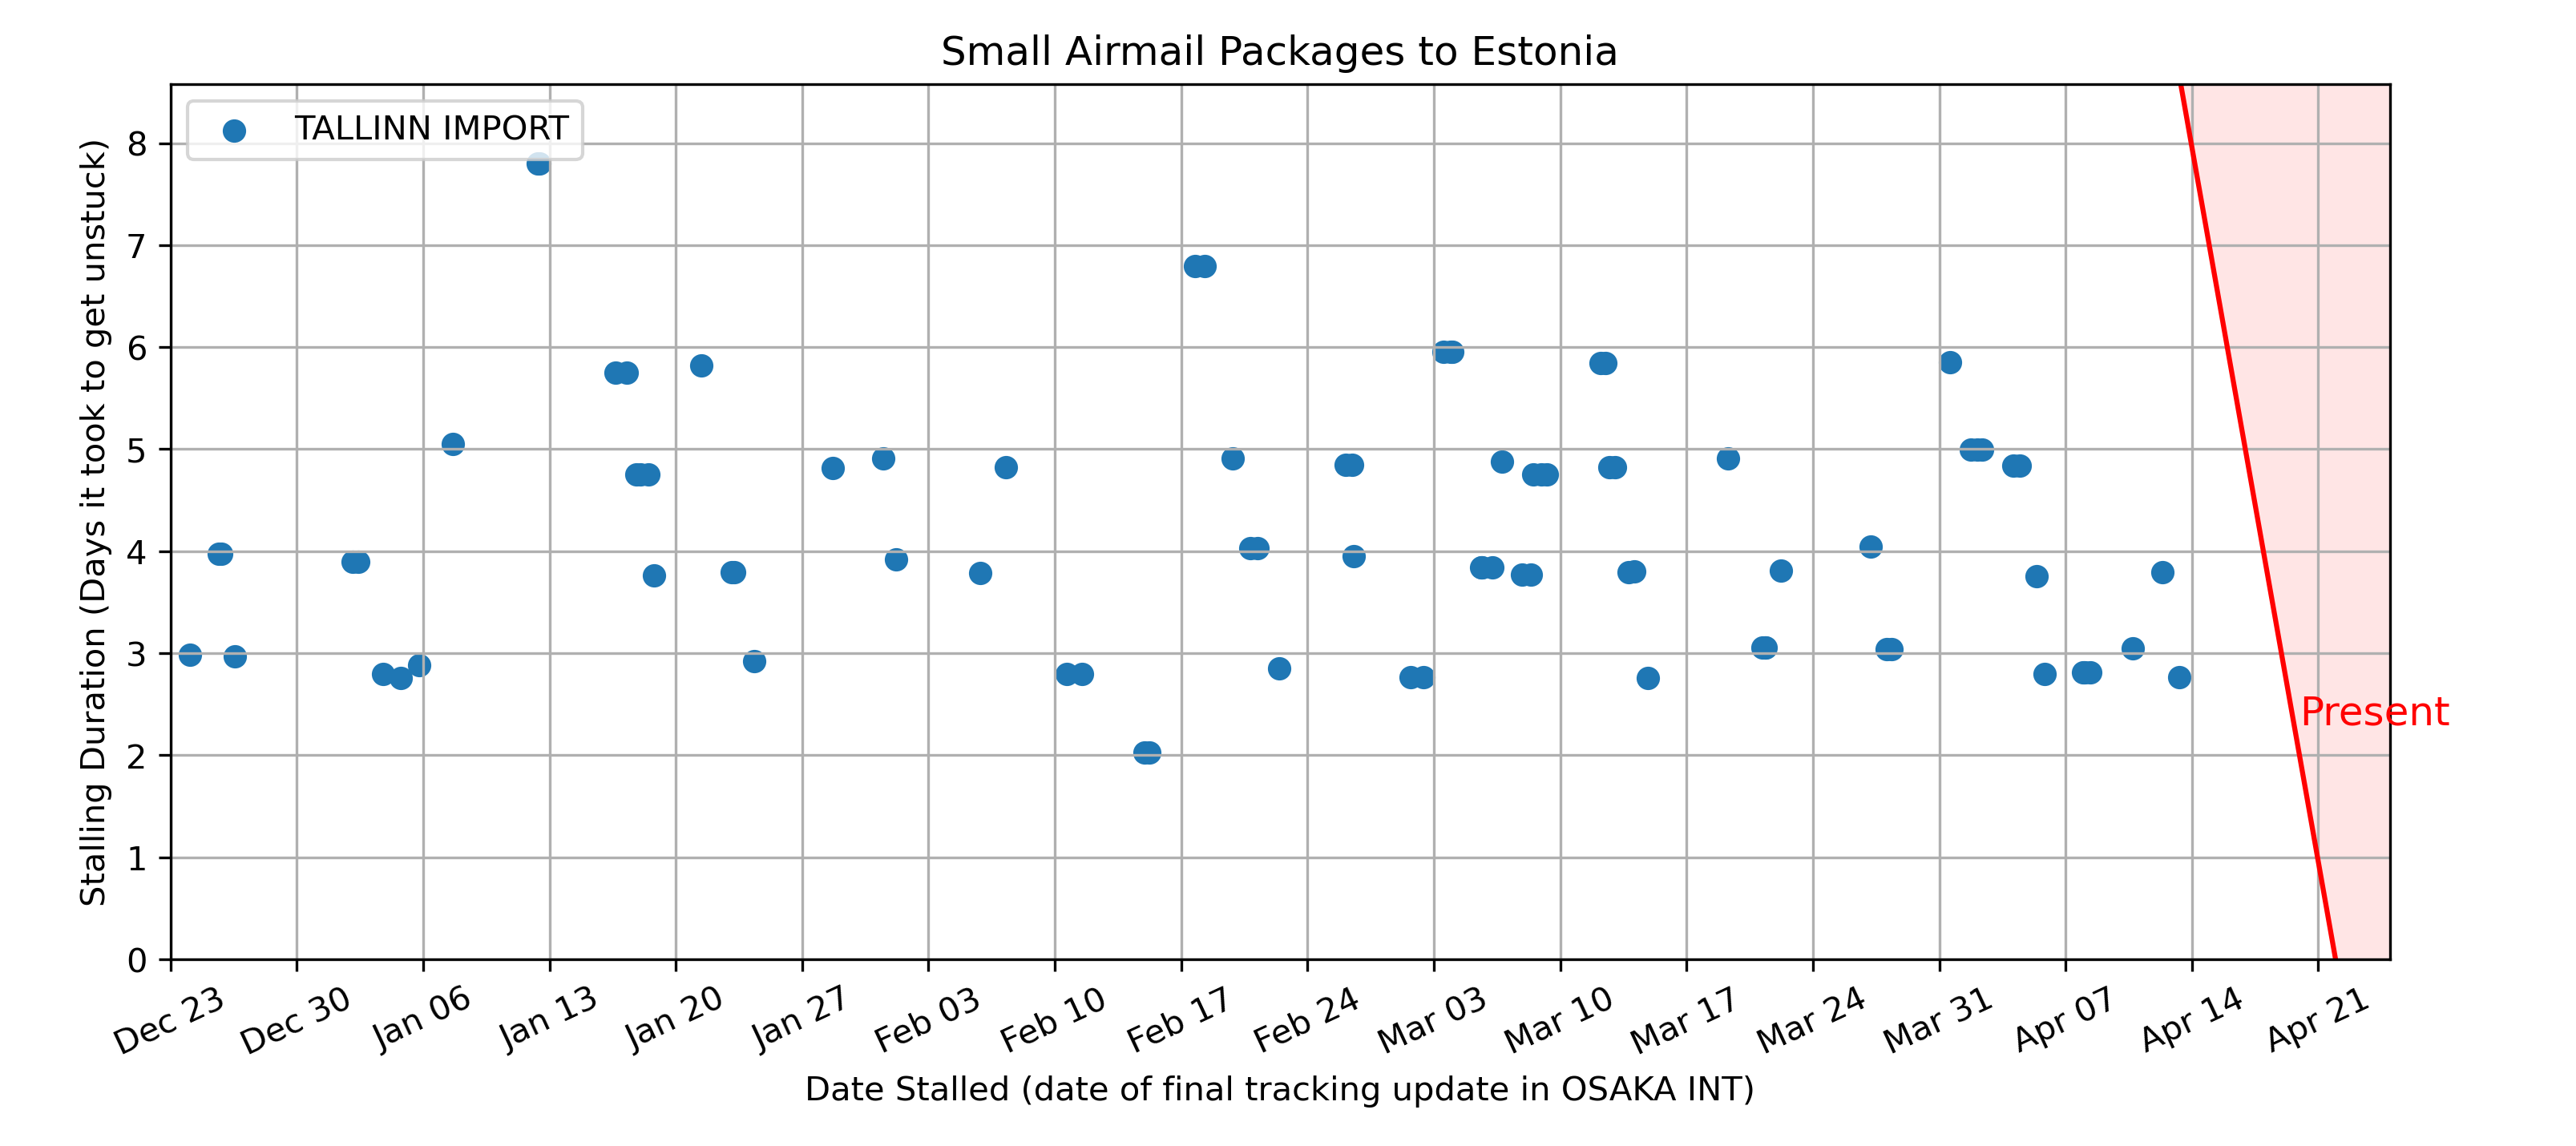 Small Airmail Packages to Estonia
TALLINN IMPORT
Stalling Duration (Days it took to get unstuck)
8
7
6
5
4
3
2
1
0
Present
Dec 23
Dec 30
Jan 06
Jan 13
Jan 20
Jan 27
Feb 03
Feb 10
Feb 17
Feb 24
Mar 03
Mar 10
Mar 17
Mar 24
Mar 31
Apr 07
Apr 14
Apr 21
Date Stalled (date of final tracking update in OSAKA INT)